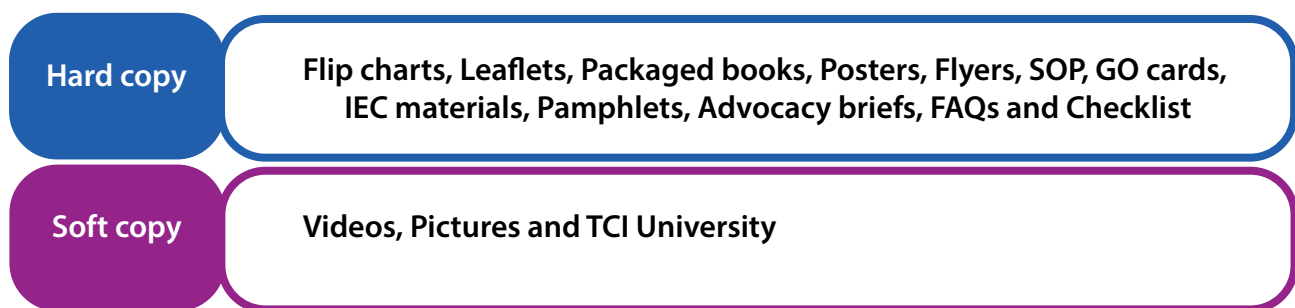 Hard copy
Flip charts, Leaflets, Packaged books, Posters, Flyers, SOP, GO cards,
IEC materials, Pamphlets, Advocacy briefs, FAQs and Checklist
Soft copy
Videos, Pictures and TCI University